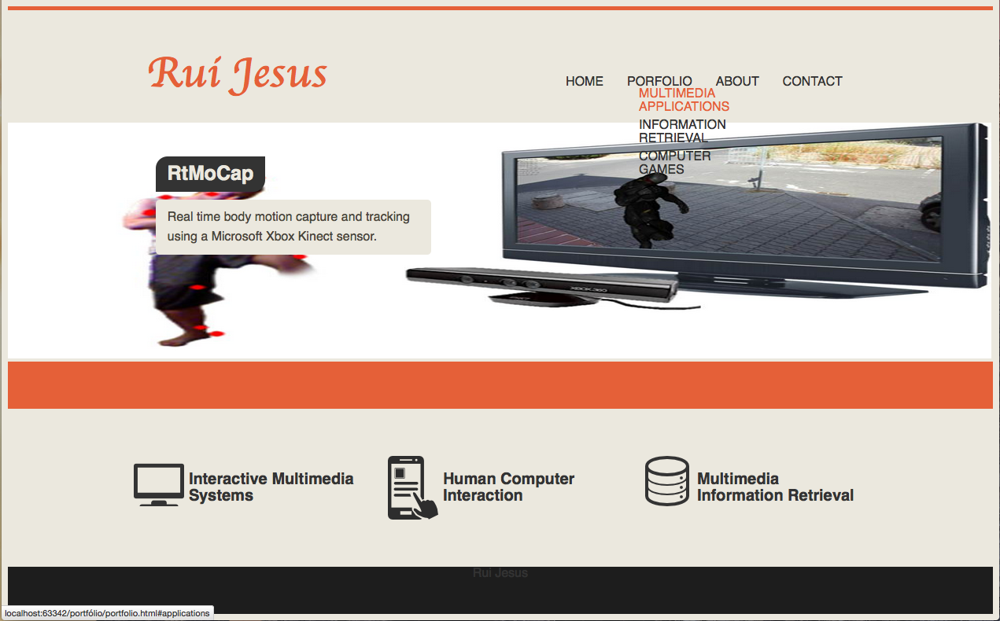 Rui Jesus
HOME PORFOLIO ABOUT CONTACT
MULTIMEDIA
APPLICATIONS
INFORMATION
RETRIEVAL
COMPUTER
GAMES
RtMoCap
Real time body motion capture and tracking
using a Microsoft Xbox Kinect sensor.
XBOX 360
Interactive Multimedia
Systems
Human Computer
Interaction
Multimedia
Information Retrieval
Rui Jesus
localhost:63342/portfólio/portfolio.html#applications